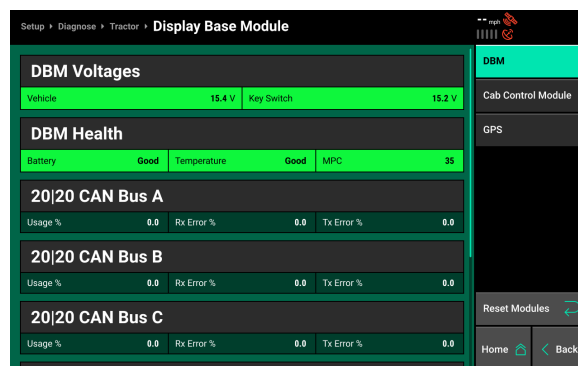 Setup › Diagnose › Tractor › Display Base Module
-- mph
DBM Voltages
Vehicle 15.4 V Key Switch 15.2 V
DBM Health
Battery Good Temperature Good MPC 35
20|20 CAN Bus A
Usage % 0.0 Rx Error % 0.0 Tx Error % 0.0
20|20 CAN Bus B
Usage % 0.0 Rx Error % 0.0 Tx Error % 0.0
20|20 CAN Bus C
Usage % 0.0 Rx Error % 0.0 Tx Error % 0.0
DBM
Cab Control Module
GPS
Reset Modules
Home Back